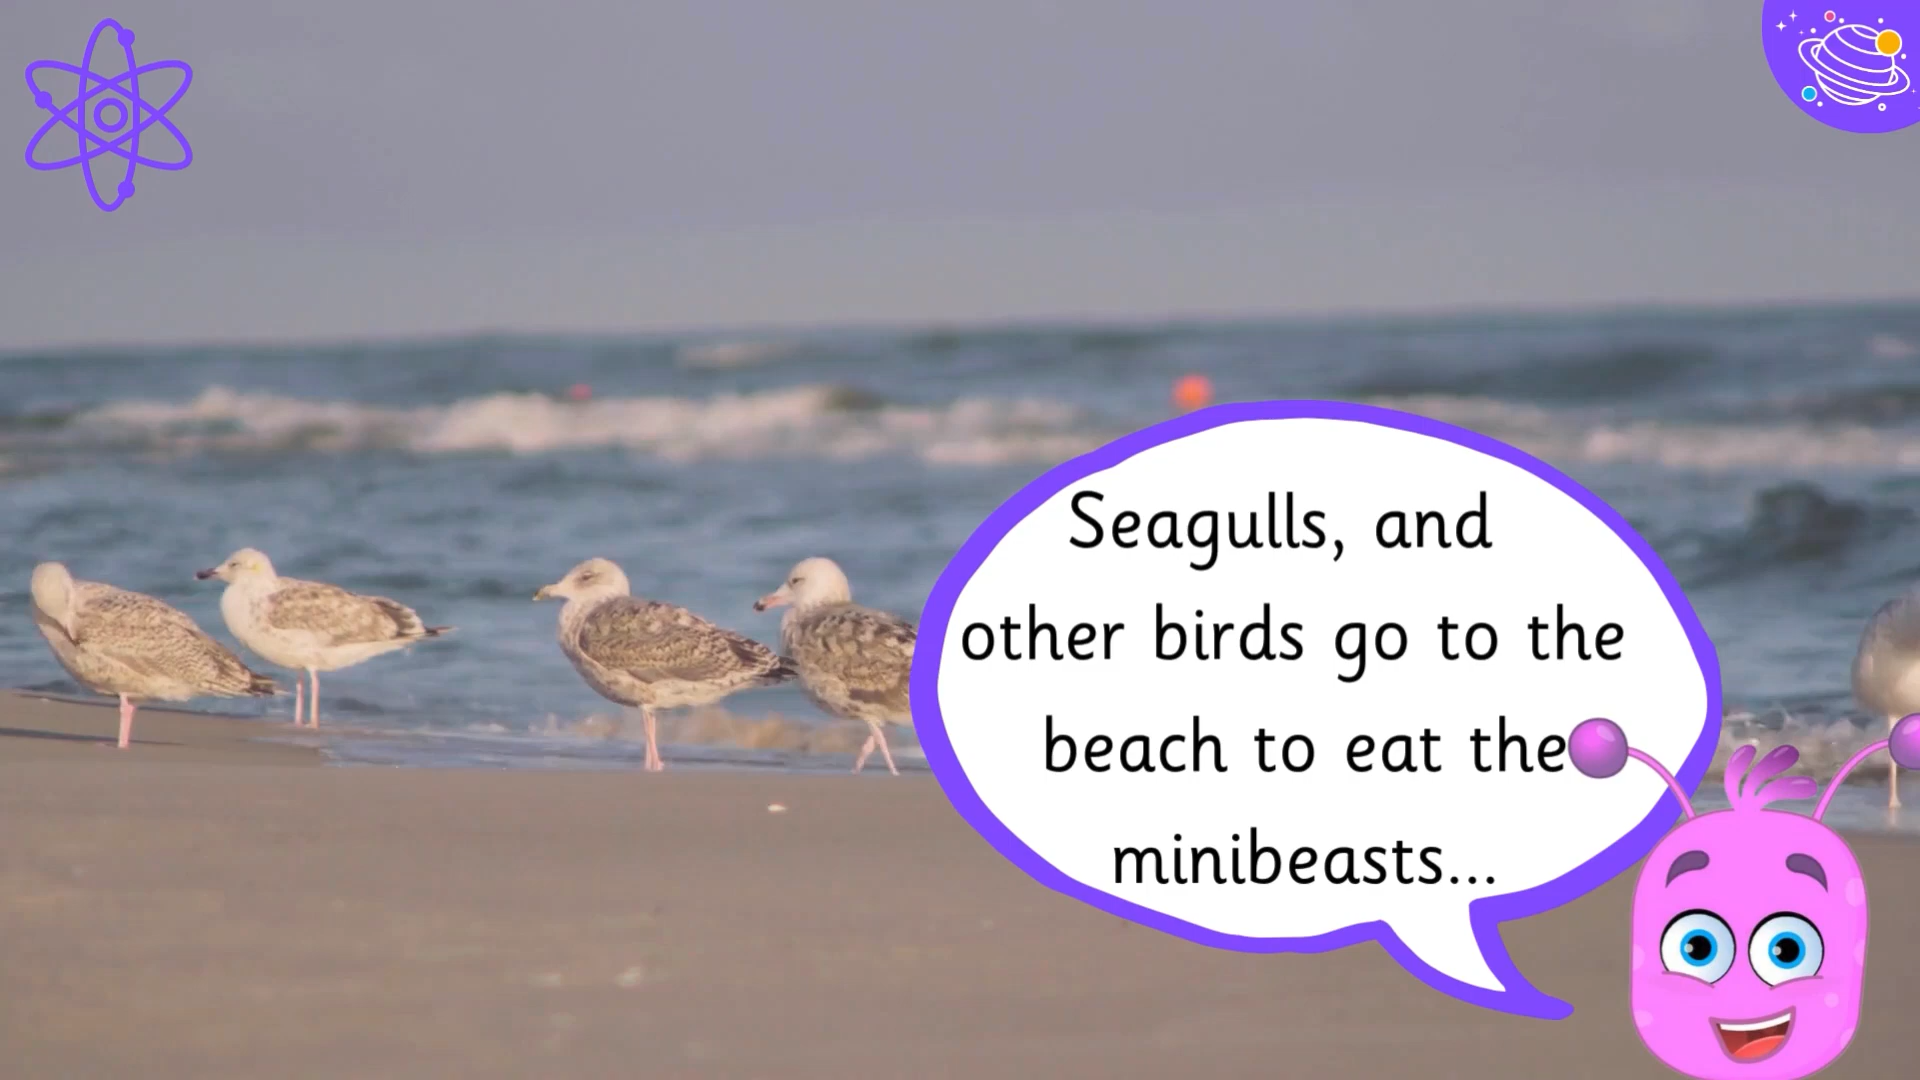 Seagulls, and
other birds go to the
beach to eat the
minibeasts...